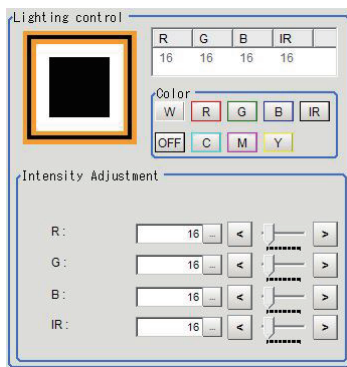 Lighting control
R G B IR
16 16 16 16
Color
W R G B IR
OFF C M Y
Intensity Adjustment
R: 16 ... < >
G: 16 ... < >
B: 16 ... < >
IR: 16 ... < >